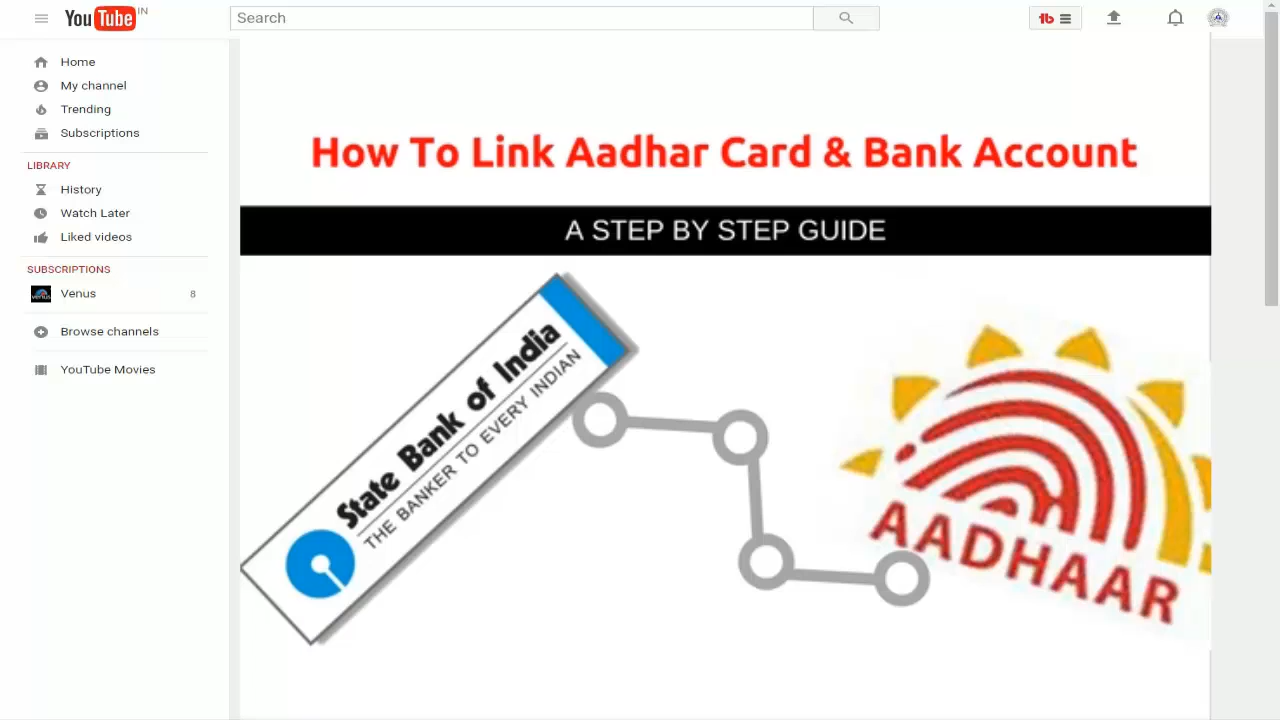 YouTube IN
Search
Home
My channel
Trending
Subscriptions
LIBRARY
History
Watch Later
Liked videos
SUBSCRIPTIONS
Venus 8
Browse channels
YouTube Movies
How To Link Aadhar Card & Bank Account
A STEP BY STEP GUIDE
State Bank of India
THE BANKER TO EVERY INDIAN
AADHAAR